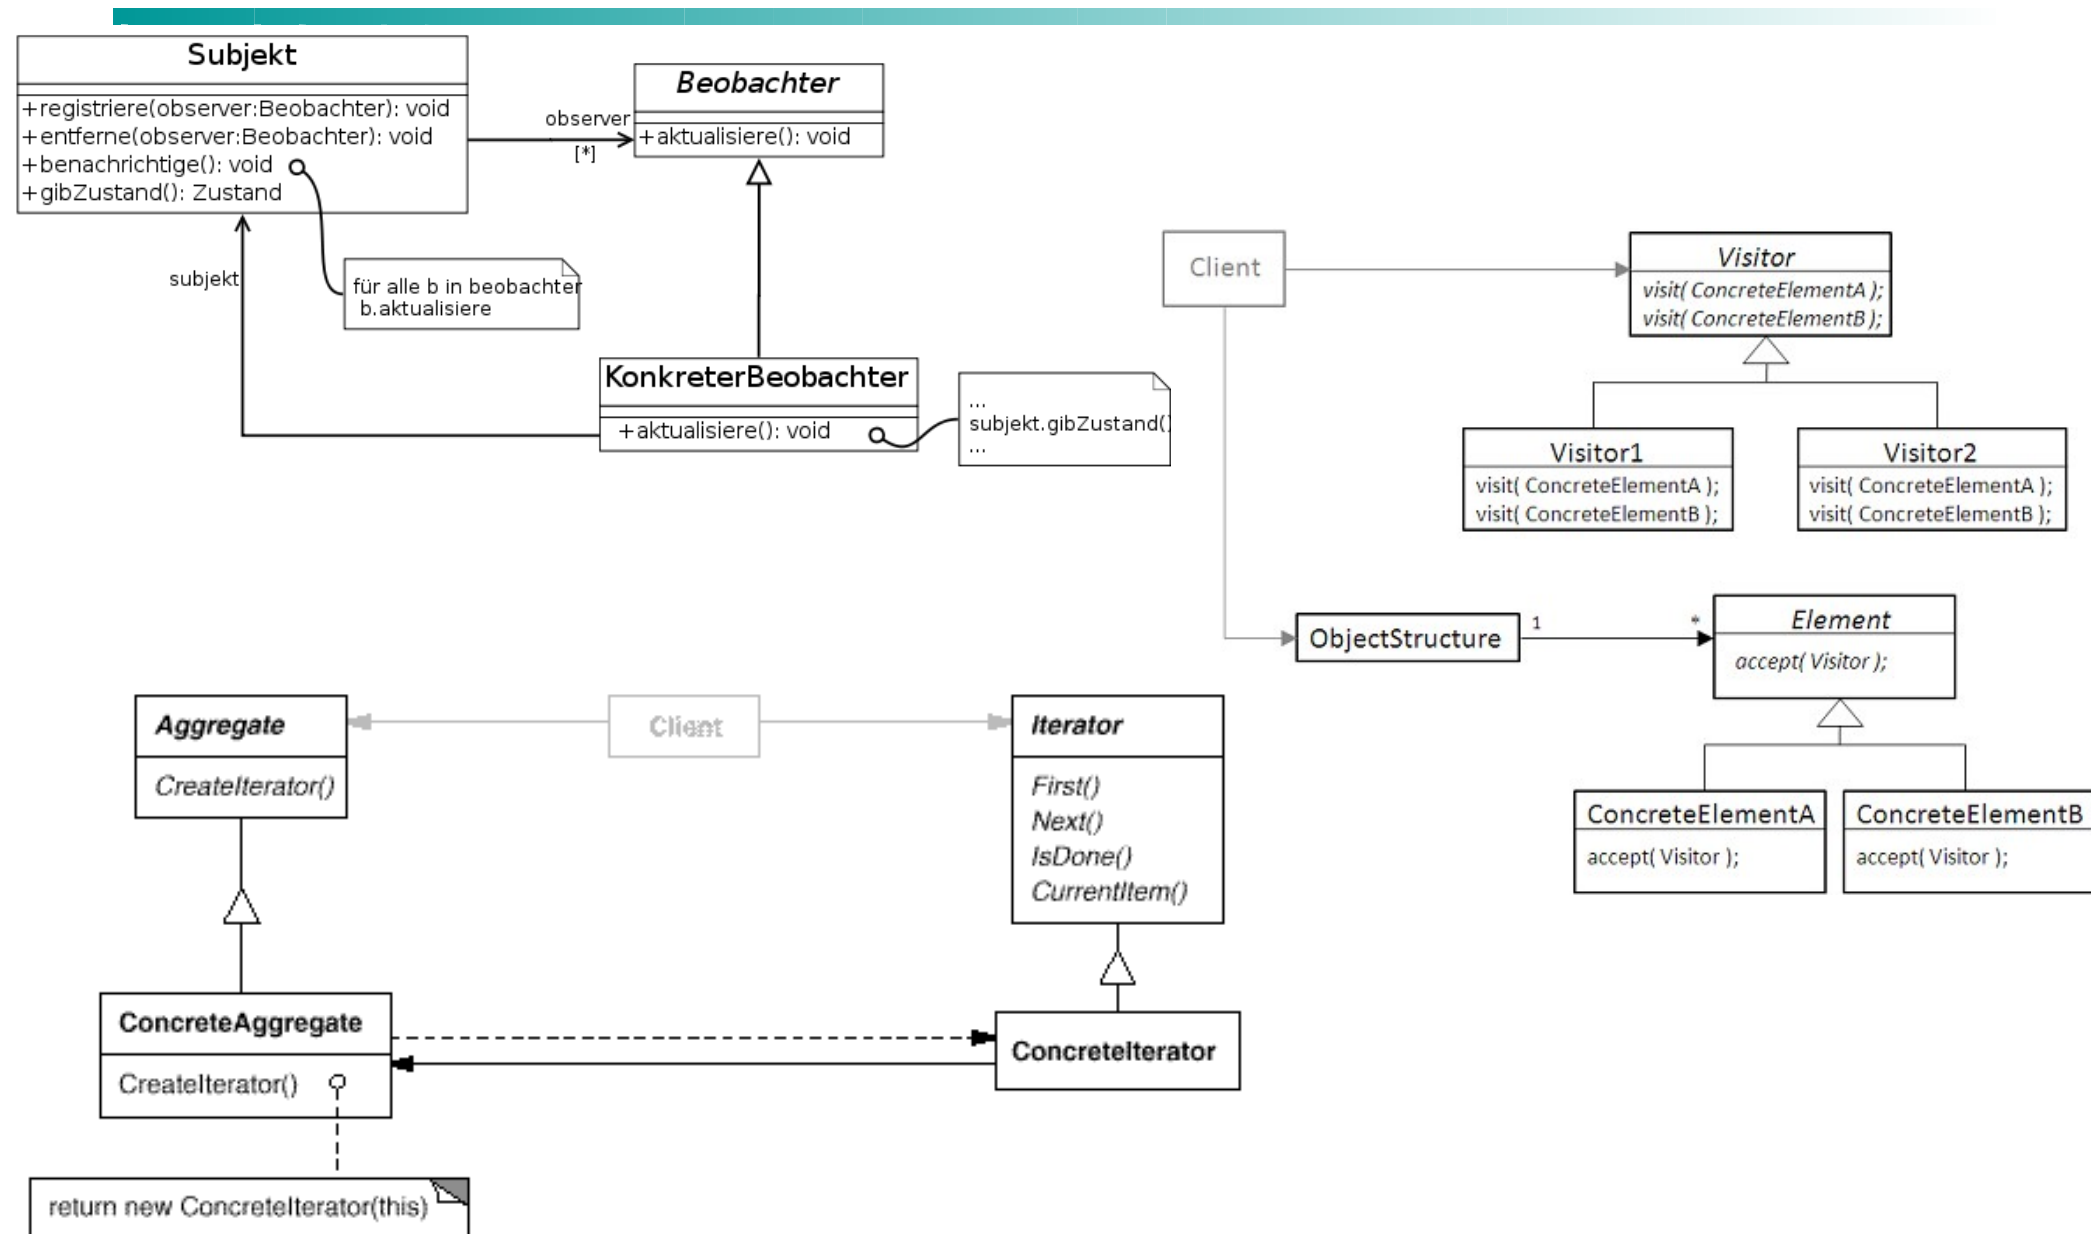 Subjekt
+registriere(observer:Beobachter): void
+entferne(observer:Beobachter): void
+benachrichtige(): void
+gibZustand(): Zustand
observer
[*]
Beobachter
+aktualisiere(): void
subjekt
für alle b in beobachter
b.aktualisiere
KonkreterBeobachter
+aktualisiere(): void
...
subjekt.gibZustand()
...
Client
Visitor
visit( ConcreteElementA );
visit( ConcreteElementB );
Visitor1
visit( ConcreteElementA );
visit( ConcreteElementB );
Visitor2
visit( ConcreteElementA );
visit( ConcreteElementB );
ObjectStructure
1
*
Element
accept( Visitor );
ConcreteElementA
accept( Visitor );
ConcreteElementB
accept( Visitor );
Aggregate
CreateIterator()
Client
Iterator
First()
Next()
IsDone()
CurrentItem()
ConcreteAggregate
CreateIterator()
ConcreteIterator
return new ConcreteIterator(this)